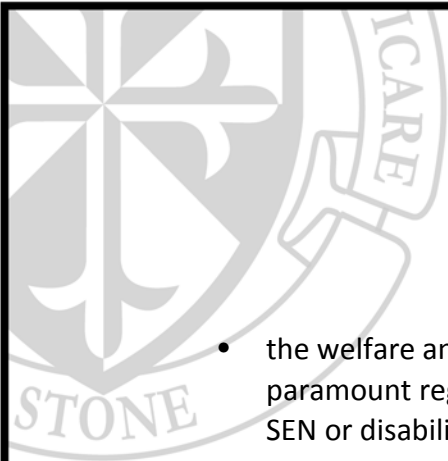 ICARE
• the welfare an
paramount reg
SEN or disabili
STONE